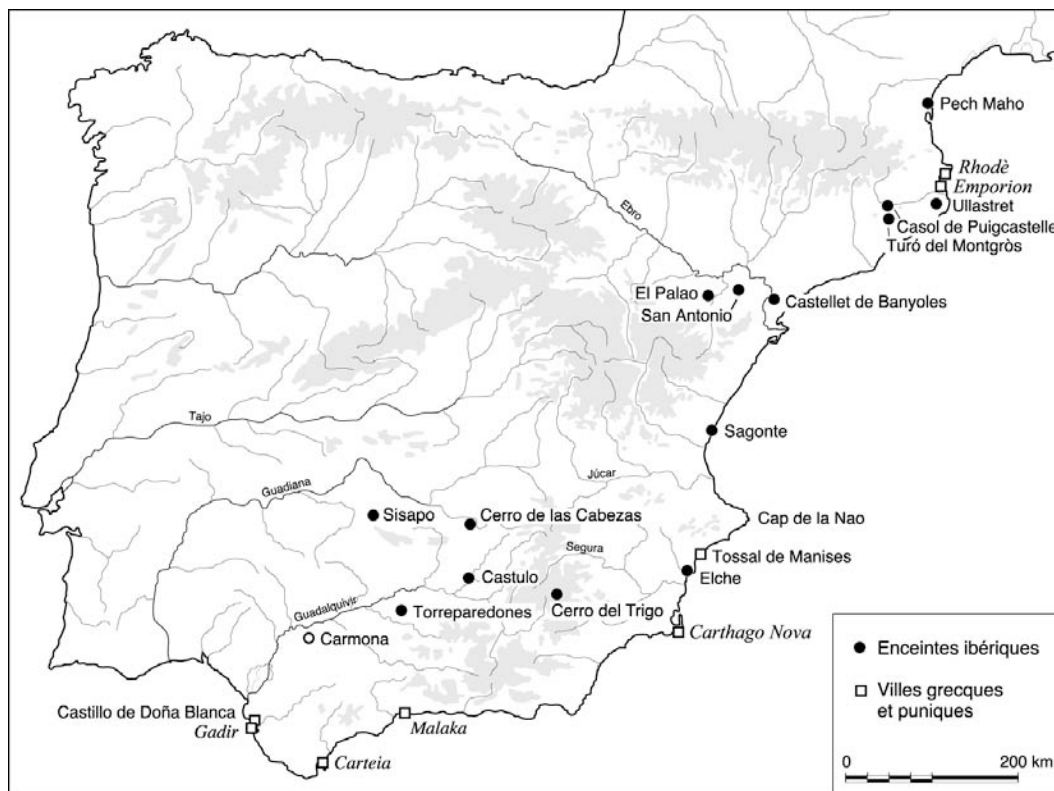 Pech Maho
Rhodè
Emporion
Ullastret
Casol de Puigcastelle
Turó del Montgròs
Ebro
El Palao
San Antonio
Castellet de Banyoles
Tajo
Sagonte
Júcar
Guadiana
Sisapo
Cerro de las Cabezas
Cap de la Nao
Segura
Tossal de Manises
Elche
Castulo
Cerro del Trigo
Guadalquivir
Torreparedones
Carmona
Carthago Nova
Castillo de Doña Blanca
Gadir
Malaka
Carteia
Enceintes ibériques
Villes grecques
et puniques
0 200 km